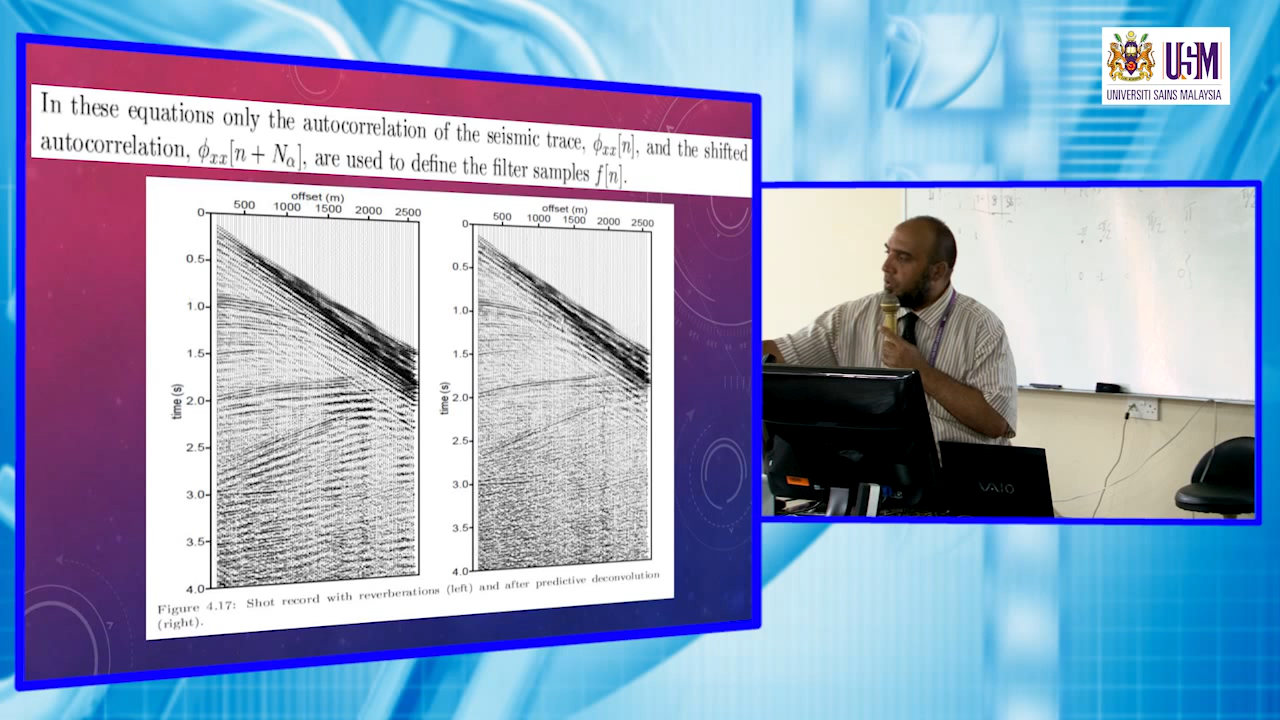 In these equations only the autocorrelation of the seismic trace, ϕxx[n], and the shifted
autocorrelation, ϕxx[n + Nα], are used to define the filter samples f[n].
offset (m)
500 1000 1500 2000 2500
0
0.5
1.0
1.5
2.0
2.5
3.0
3.5
4.0
time (s)
offset (m)
500 1000 1500 2000 2500
0
0.5
1.0
1.5
2.0
2.5
3.0
3.5
4.0
time (s)
Figure 4.17: Shot record with reverberations (left) and after predictive deconvolution
(right).
USM
UNIVERSITI SAINS MALAYSIA
VAIO